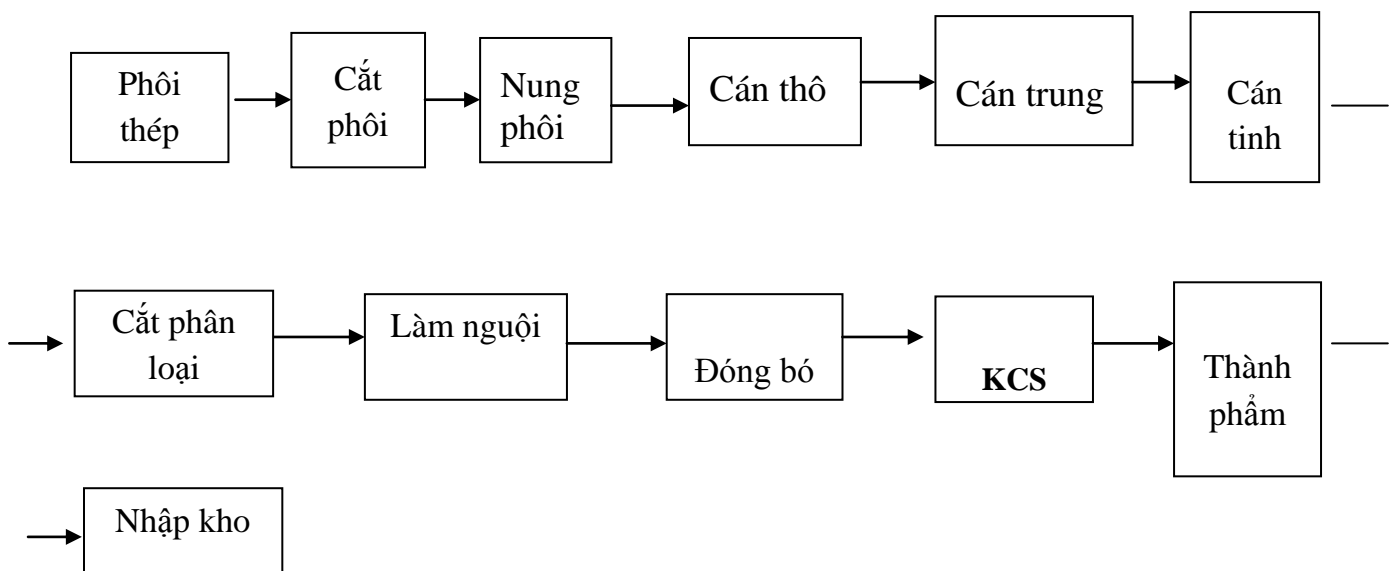 Phôi
thép
Cắt
phôi
Nung
phôi
Cán thô
Cán trung
Cán
tinh
Cắt phân
loại
Làm nguội
Đóng bó
KCS
Thành
phẩm
Nhập kho